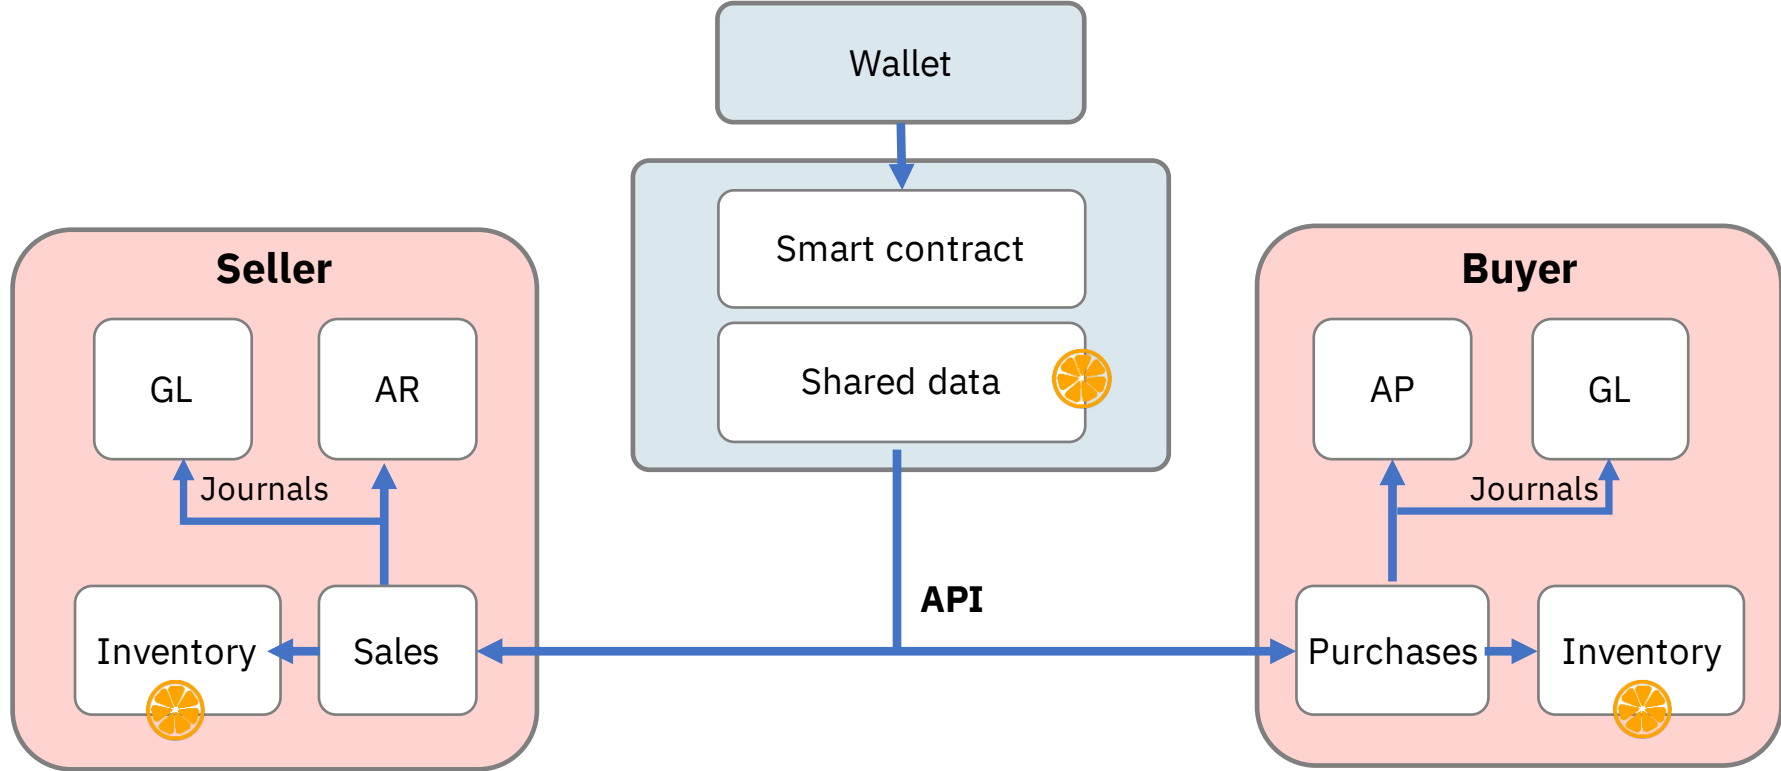 Wallet
Smart contract
Shared data
API
Seller
GL
AR
Journals
Inventory
Sales
Buyer
AP
GL
Journals
Purchases
Inventory